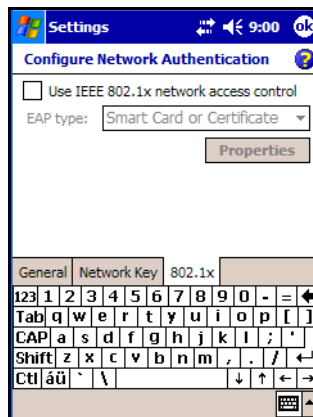 Settings 9:00 ok
Configure Network Authentication ?
Use IEEE 802.1x network access control
EAP type: Smart Card or Certificate
Properties
General Network Key 802.1x
123 1 2 3 4 5 6 7 8 9 0 - =
Tab q w e r t y u i o p [ ]
CAP a s d f g h j k l ; '
Shift z x c v b n m , . /
Ctl áü ` \